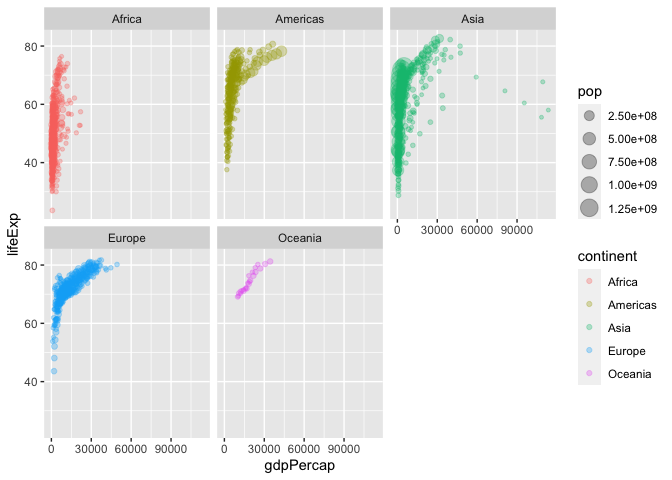 Africa Americas Asia
80
60
40
0 30000 60000 90000
Europe Oceania
80
60
40
0 30000 60000 90000 0 30000 60000 90000
lifeExp
gdpPercap
pop
2.50e+08
5.00e+08
7.50e+08
1.00e+09
1.25e+09
continent
Africa
Americas
Asia
Europe
Oceania